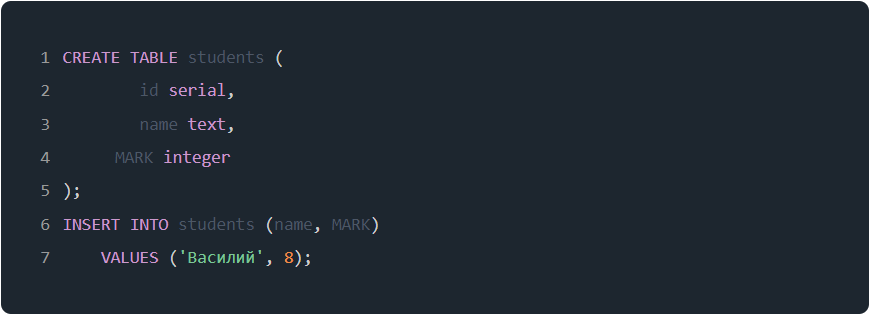 1 CREATE TABLE students (
2         id serial,
3         name text,
4      MARK integer
5 );
6 INSERT INTO students (name, MARK)
7     VALUES ('Василий', 8);